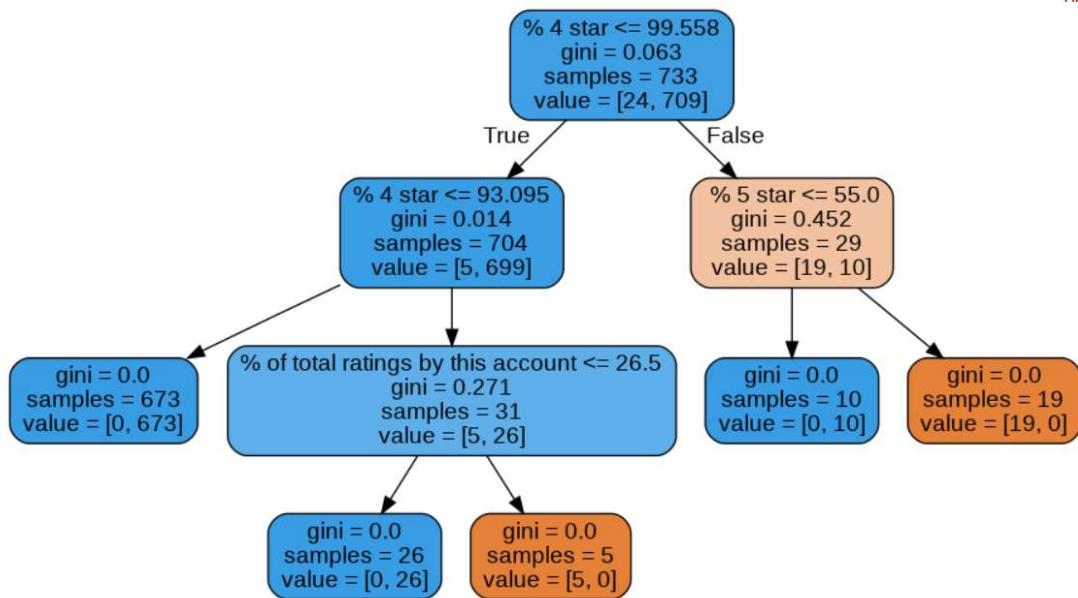 % 4 star <= 99.558
gini = 0.063
samples = 733
value = [24, 709]
True
False
% 4 star <= 93.095
gini = 0.014
samples = 704
value = [5, 699]
% 5 star <= 55.0
gini = 0.452
samples = 29
value = [19, 10]
gini = 0.0
samples = 673
value = [0, 673]
% of total ratings by this account <= 26.5
gini = 0.271
samples = 31
value = [5, 26]
gini = 0.0
samples = 10
value = [0, 10]
gini = 0.0
samples = 19
value = [19, 0]
gini = 0.0
samples = 26
value = [0, 26]
gini = 0.0
samples = 5
value = [5, 0]